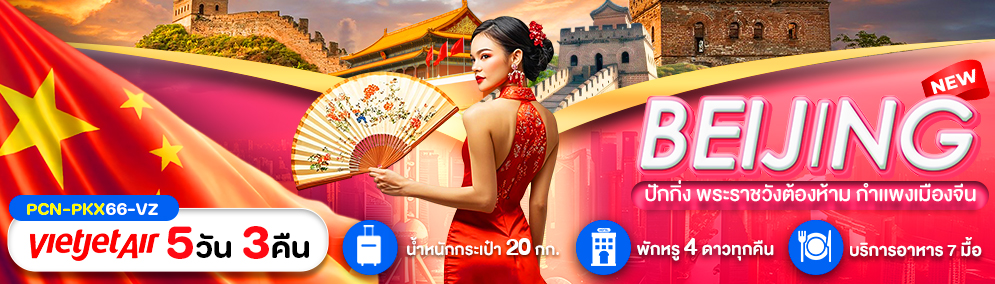 NEW
BEIJING
ปักกิ่ง พระราชวังต้องห้าม กำแพงเมืองจีน
PCN-PKX66-VZ
vietjet Air 5 วัน 3 คืน
น้ำหนักกระเป๋า 20 กก.
พักหรู 4 ดาวทุกคืน
บริการอาหาร 7 มื้อ